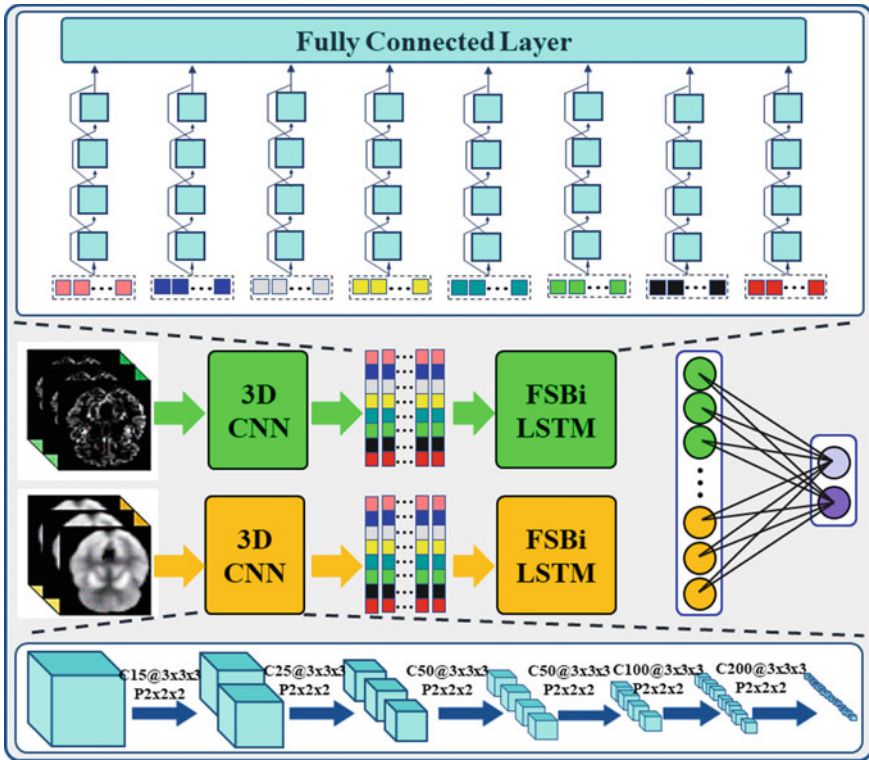 Fully Connected Layer
3D
CNN
FSBi
LSTM
3D
CNN
FSBi
LSTM
C15@3x3x3
P2x2x2
C25@3x3x3
P2x2x2
C50@3x3x3
P2x2x2
C50@3x3x3
P2x2x2
C100@3x3x3
P2x2x2
C200@3x3x3
P2x2x2